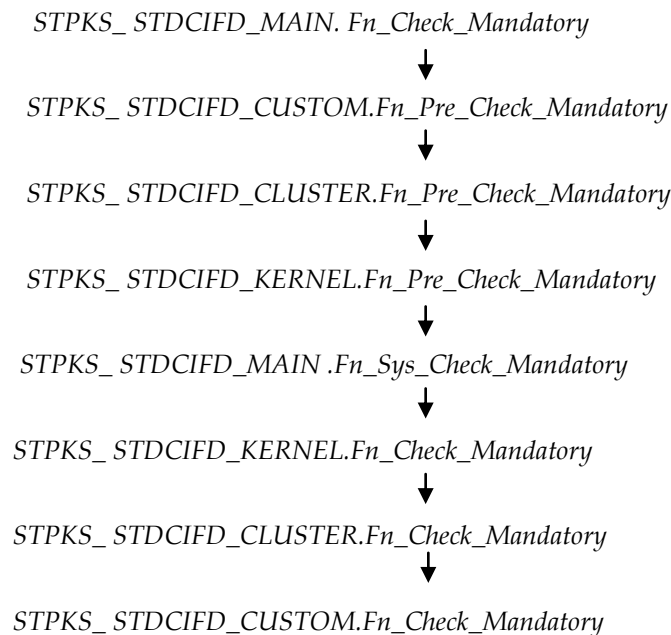 STPKS_ STDCIFD_MAIN. Fn_Check_Mandatory
STPKS_ STDCIFD_CUSTOM.Fn_Pre_Check_Mandatory
STPKS_ STDCIFD_CLUSTER.Fn_Pre_Check_Mandatory
STPKS_ STDCIFD_KERNEL.Fn_Pre_Check_Mandatory
STPKS_ STDCIFD_MAIN .Fn_Sys_Check_Mandatory
STPKS_ STDCIFD_KERNEL.Fn_Check_Mandatory
STPKS_ STDCIFD_CLUSTER.Fn_Check_Mandatory
STPKS_ STDCIFD_CUSTOM.Fn_Check_Mandatory